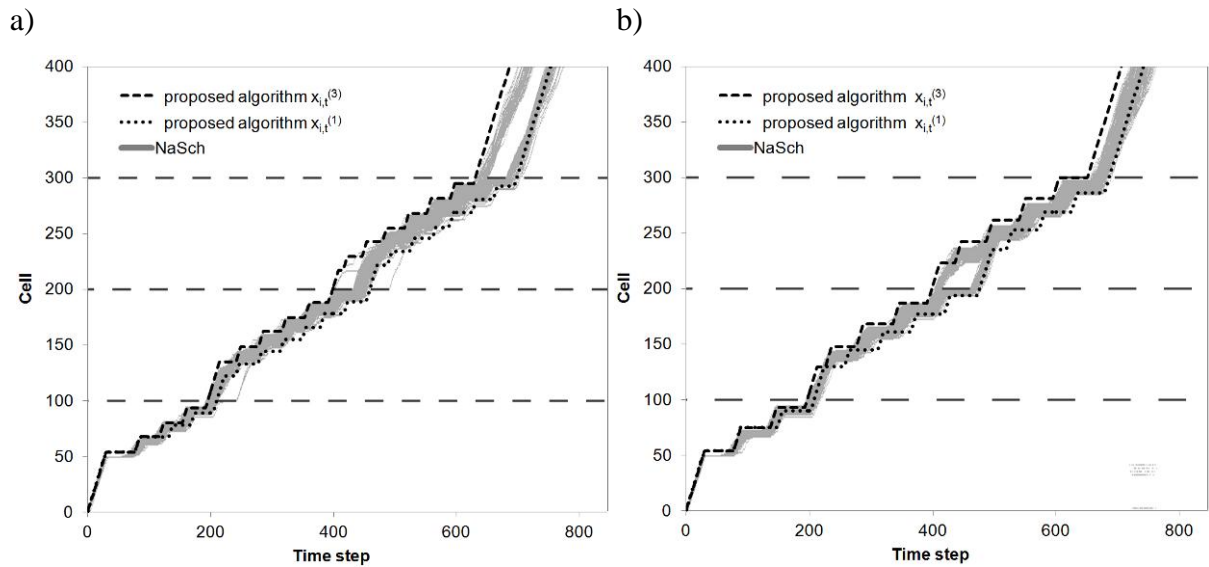 a)
400
350
300
250
200
150
100
50
0
Cell
proposed algorithm x_{i,t}^{(3)}
proposed algorithm x_{i,t}^{(1)}
NaSch
0 200 400 600 800
Time step
b)
400
350
300
250
200
150
100
50
0
Cell
proposed algorithm x_{i,t}^{(3)}
proposed algorithm x_{i,t}^{(1)}
NaSch
0 200 400 600 800
Time step